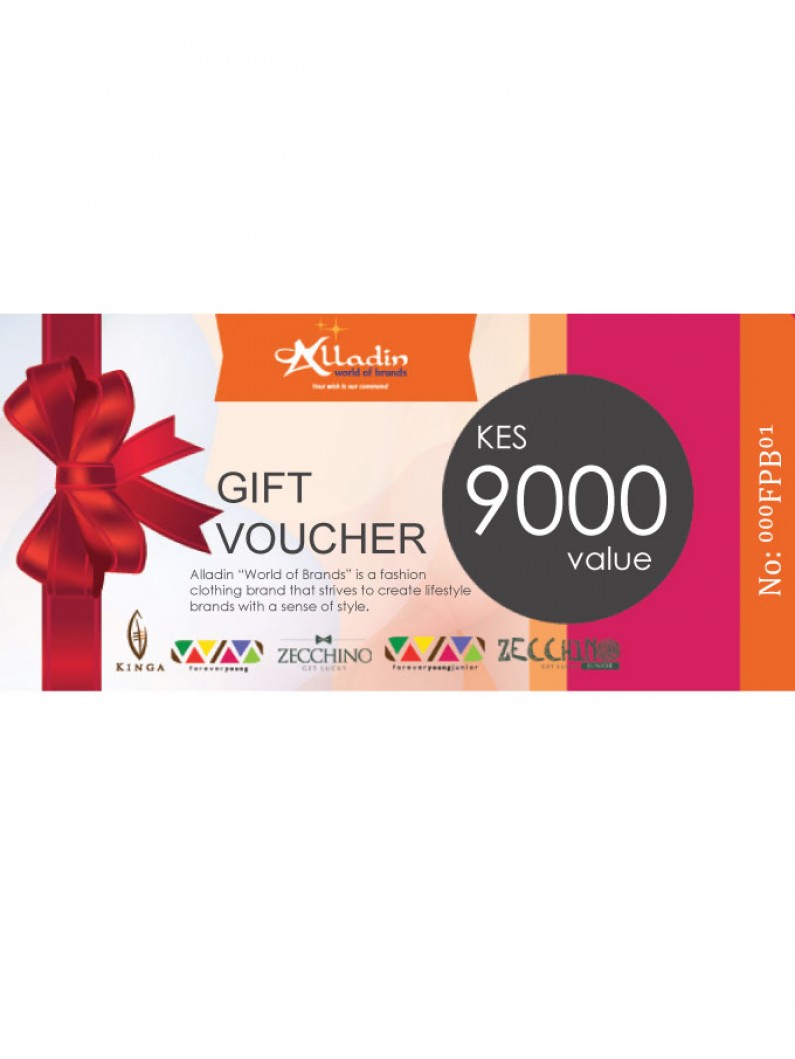 Alladin
world of brands
Your wish is our command
GIFT
VOUCHER
KES
9000
value
Alladin “World of Brands” is a fashion
clothing brand that strives to create lifestyle
brands with a sense of style.
KINGA
foreveryoung
ZECCHINO
GET LUCKY
foreveryoungjunior
ZECCHINO
JUNIOR
No: 000FPB01